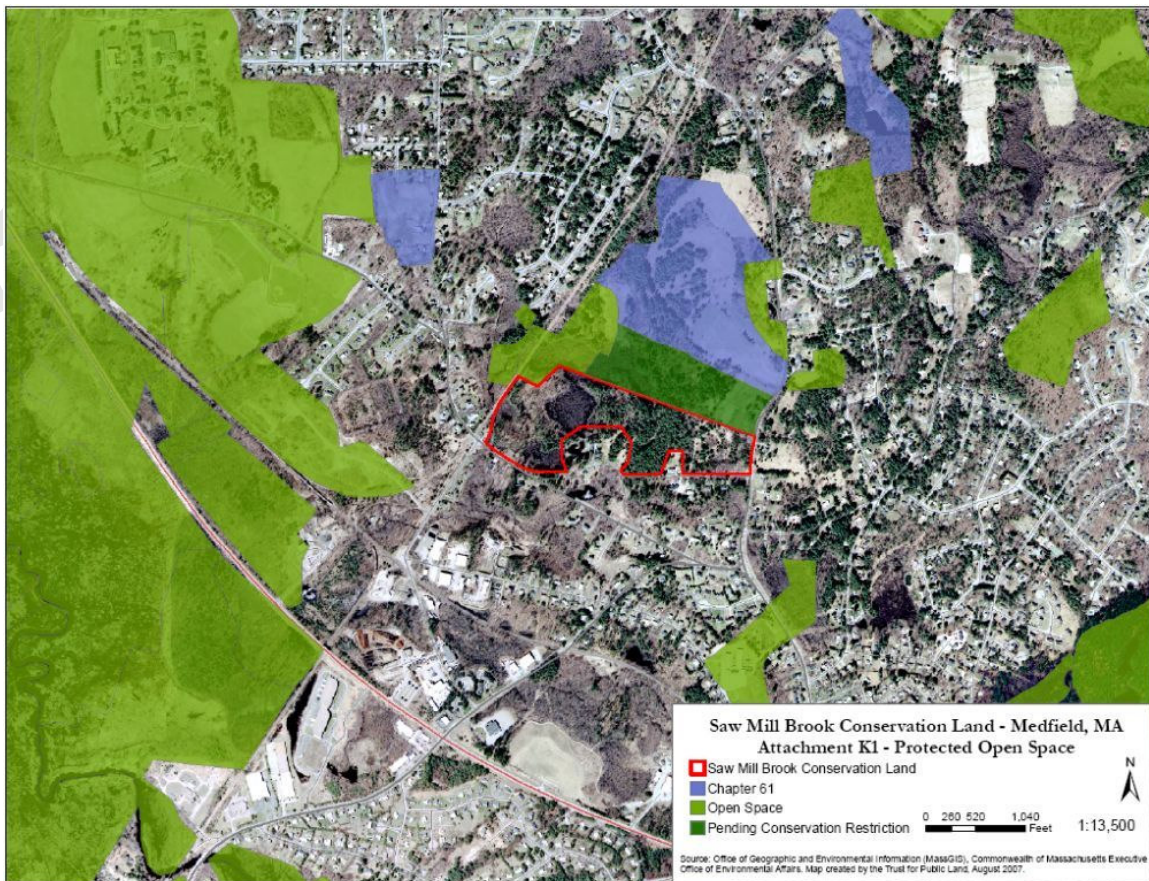 Saw Mill Brook Conservation Land - Medfield, MA
Attachment K1 - Protected Open Space
Saw Mill Brook Conservation Land
Chapter 61
Open Space
Pending Conservation Restriction
N
0 260 520 1,040
Feet
1:13,500
Source: Office of Geographic and Environmental Information (MassGIS), Commonwealth of Massachusetts Executive
Office of Environmental Affairs. Map created by the Trust for Public Land, August 2007.